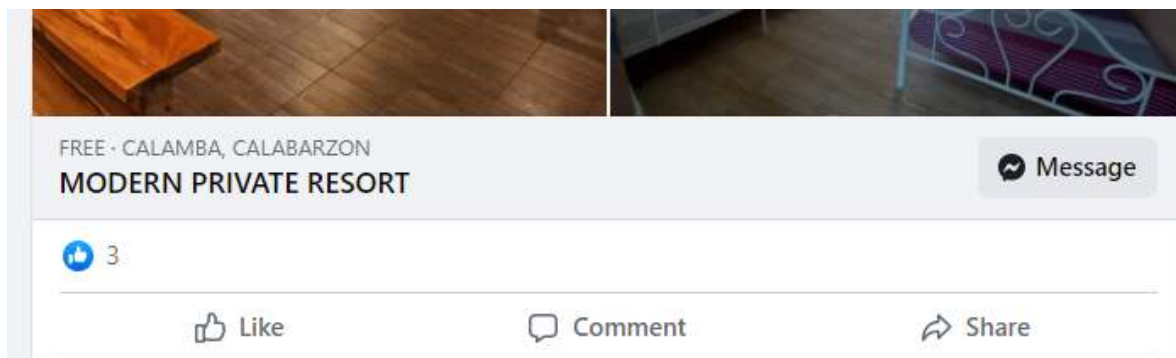 FREE · CALAMBA, CALABARZON
MODERN PRIVATE RESORT
Message
3
Like Comment Share